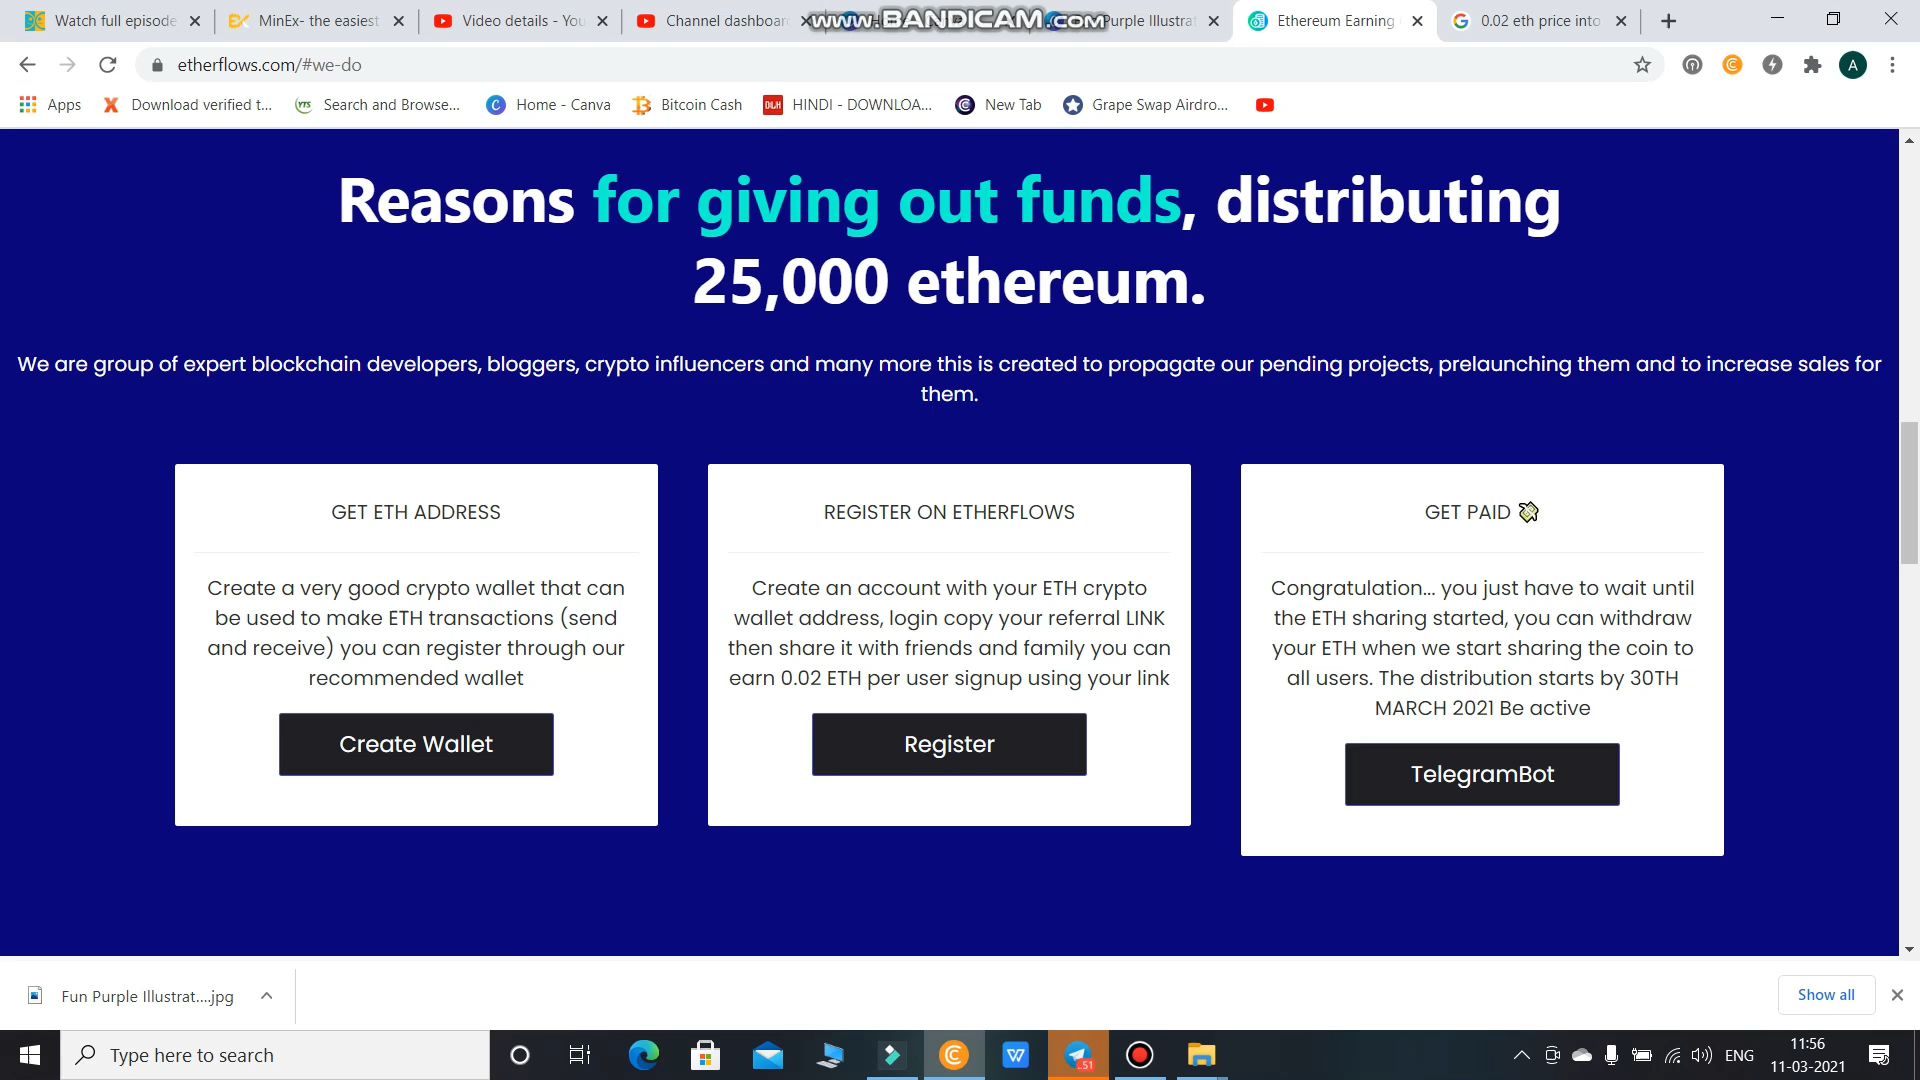 Watch full episode
MinEx- the easiest
Video details - You
Channel dashboard
www.BANDICAM.com
Purple Illustrat
Ethereum Earning
0.02 eth price into
etherflows.com/#we-do
A
Apps
Download verified t...
Search and Browse...
Home - Canva
Bitcoin Cash
HINDI - DOWNLOA...
New Tab
Grape Swap Airdro...
Reasons for giving out funds, distributing
25,000 ethereum.
We are group of expert blockchain developers, bloggers, crypto influencers and many more this is created to propagate our pending projects, prelaunching them and to increase sales for
them.
GET ETH ADDRESS
Create a very good crypto wallet that can
be used to make ETH transactions (send
and receive) you can register through our
recommended wallet
Create Wallet
REGISTER ON ETHERFLOWS
Create an account with your ETH crypto
wallet address, login copy your referral LINK
then share it with friends and family you can
earn 0.02 ETH per user signup using your link
Register
GET PAID
Congratulation... you just have to wait until
the ETH sharing started, you can withdraw
your ETH when we start sharing the coin to
all users. The distribution starts by 30TH
MARCH 2021 Be active
TelegramBot
Fun Purple Illustrat....jpg
Show all
Type here to search
ENG
11:56
11-03-2021